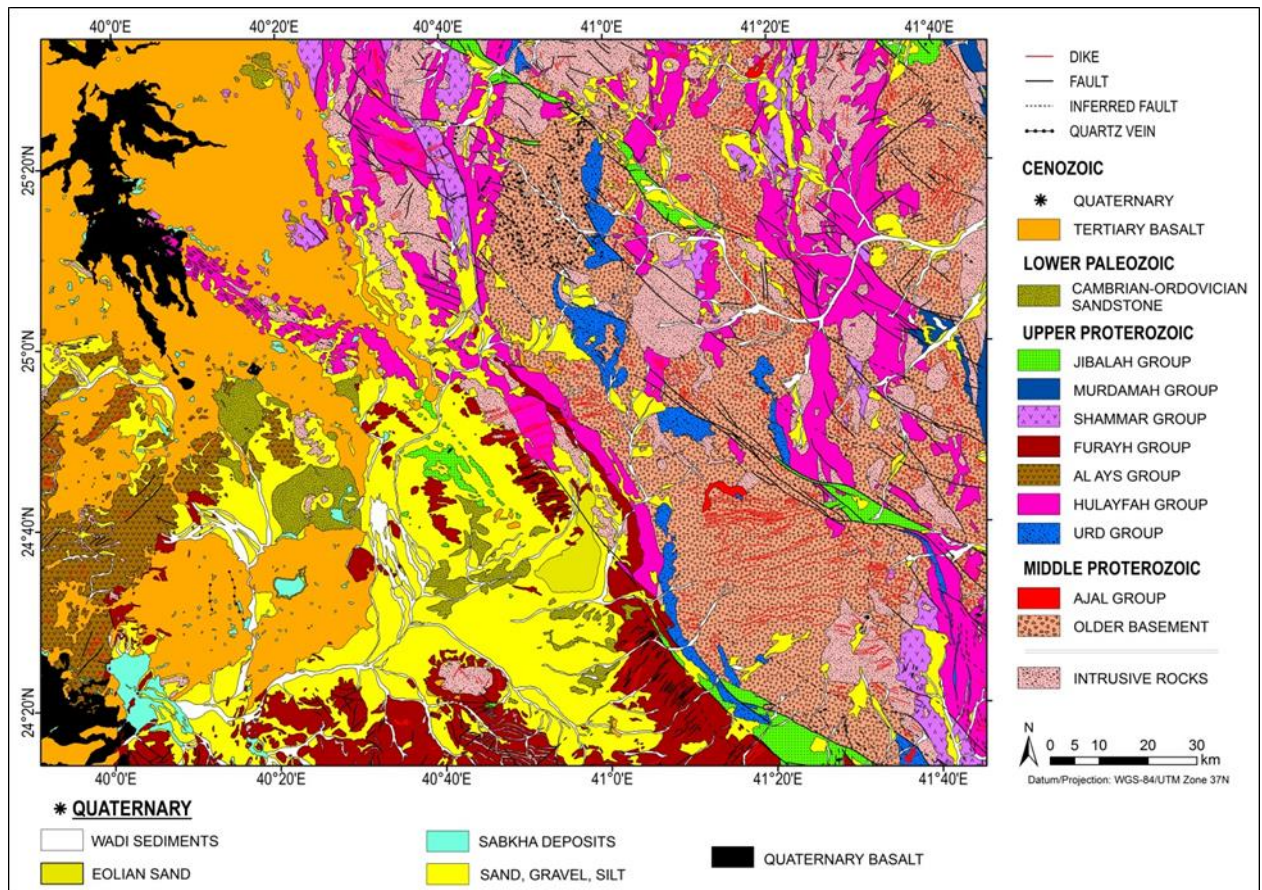 40°0'E 40°20'E 40°40'E 41°0'E 41°20'E 41°40'E
25°20'N
25°0'N
24°40'N
24°20'N
40°0'E 40°20'E 40°40'E 41°0'E 41°20'E 41°40'E
DIKE
FAULT
INFERRED FAULT
QUARTZ VEIN
CENOZOIC
* QUATERNARY
TERTIARY BASALT
LOWER PALEOZOIC
CAMBRIAN-ORDOVICIAN
SANDSTONE
UPPER PROTEROZOIC
JIBALAH GROUP
MURDAMAH GROUP
SHAMMAR GROUP
FURAYH GROUP
AL AYS GROUP
HULAYFAH GROUP
URD GROUP
MIDDLE PROTEROZOIC
AJAL GROUP
OLDER BASEMENT
INTRUSIVE ROCKS
N
0 5 10 20 30
km
Datum/Projection: WGS-84/UTM Zone 37N
* QUATERNARY
WADI SEDIMENTS
EOLIAN SAND
SABKHA DEPOSITS
SAND, GRAVEL, SILT
QUATERNARY BASALT